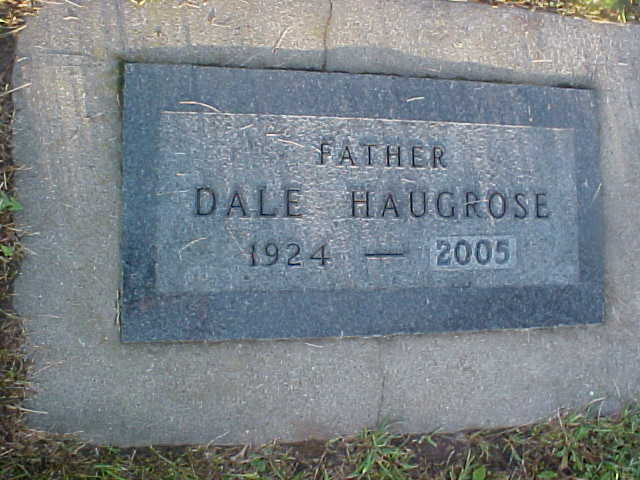 FATHER
DALE HAUGROSE
1924 — 2005